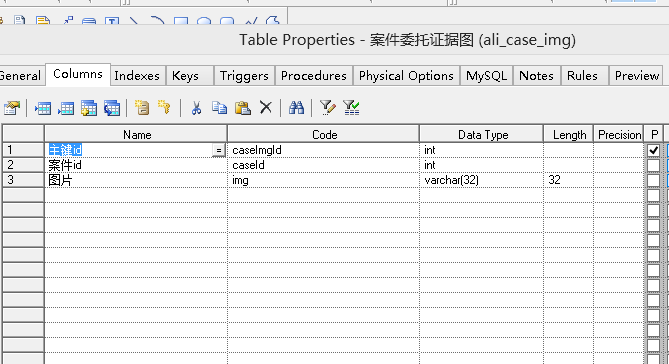 Table Properties - 案件委托证据图 (ali_case_img)
General Columns Indexes Keys Triggers Procedures Physical Options MySQL Notes Rules Preview
Name Code Data Type Length Precision P
1 主键id = caseImgId int
2 案件id caseId int
3 图片 img varchar(32) 32